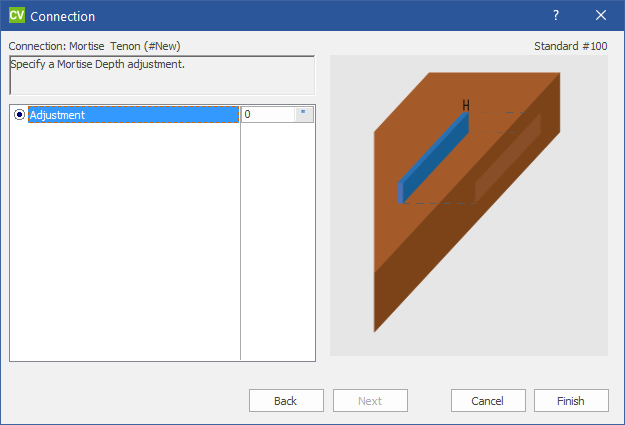 CV Connection ? ×
Connection: Mortise Tenon (#New) Standard #100
Specify a Mortise Depth adjustment.
Adjustment 0 "
H
Back Next Cancel Finish